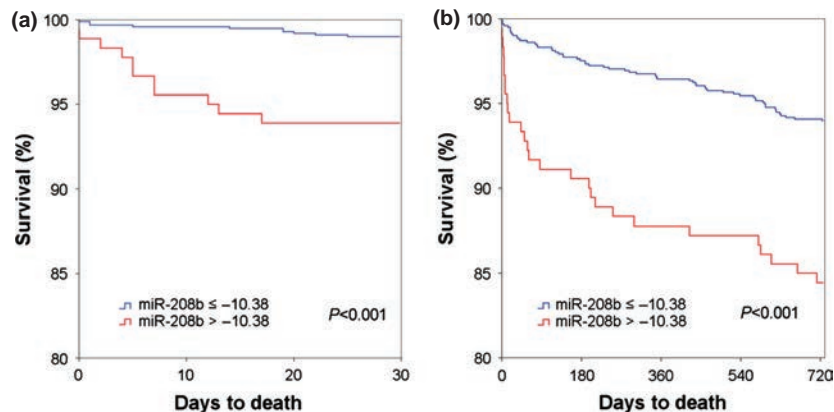 (a)
100
95
90
85
80
Survival (%)
miR-208b ≤ –10.38
miR-208b > –10.38
P<0.001
0
10
20
30
Days to death
(b)
100
95
90
85
80
Survival (%)
miR-208b ≤ –10.38
miR-208b > –10.38
P<0.001
0
180
360
540
720
Days to death